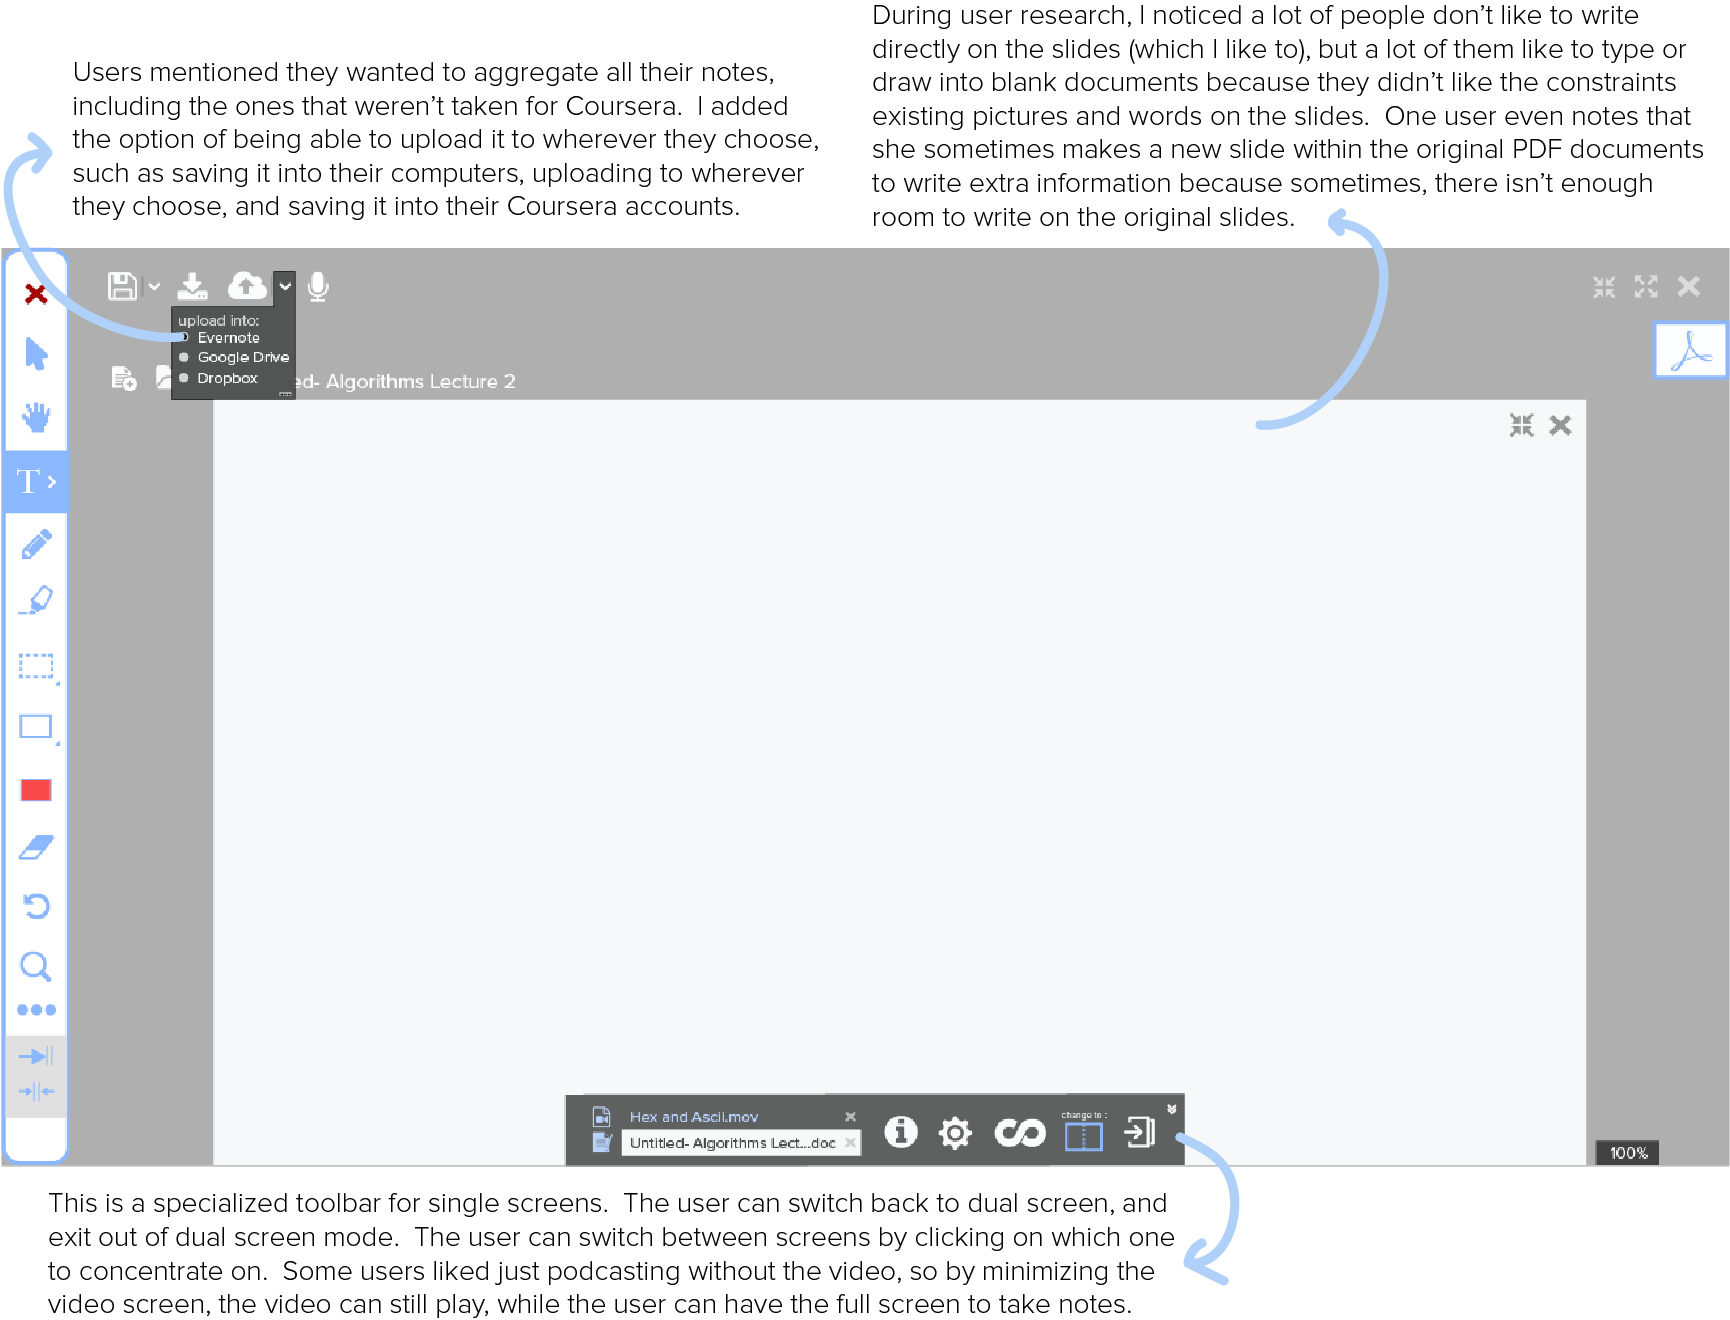 Users mentioned they wanted to aggregate all their notes,
including the ones that weren’t taken for Coursera.  I added
the option of being able to upload it to wherever they choose,
such as saving it into their computers, uploading to wherever
they choose, and saving it into their Coursera accounts.
During user research, I noticed a lot of people don’t like to write
directly on the slides (which I like to), but a lot of them like to type or
draw into blank documents because they didn’t like the constraints
existing pictures and words on the slides.  One user even notes that
she sometimes makes a new slide within the original PDF documents
to write extra information because sometimes, there isn’t enough
room to write on the original slides.
upload into:
Evernote
Google Drive
Dropbox
ed- Algorithms Lecture 2
T
Hex and Ascii.mov
Untitled- Algorithms Lect...doc
change to :
100%
This is a specialized toolbar for single screens.  The user can switch back to dual screen, and
exit out of dual screen mode.  The user can switch between screens by clicking on which one
to concentrate on.  Some users liked just podcasting without the video, so by minimizing the
video screen, the video can still play, while the user can have the full screen to take notes.